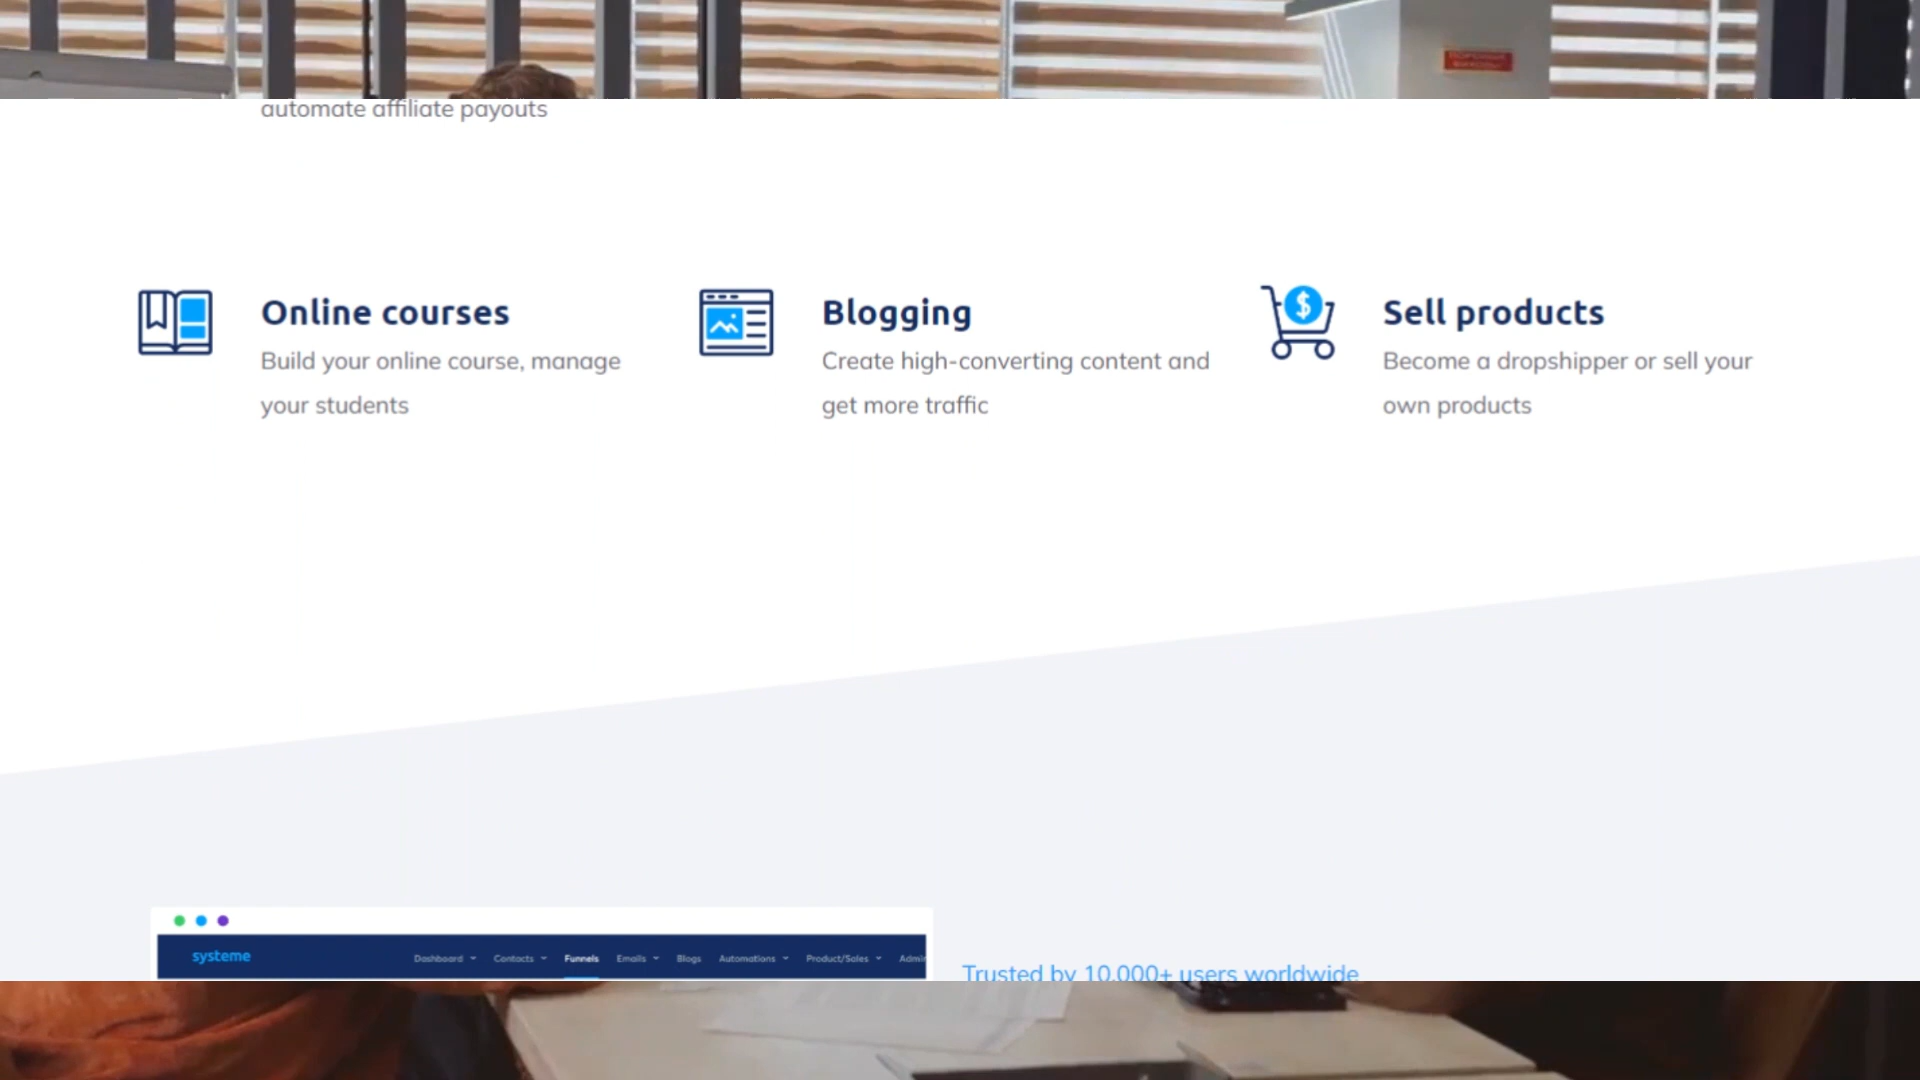 automate affiliate payouts
Online courses
Build your online course, manage
your students
Blogging
Create high-converting content and
get more traffic
Sell products
Become a dropshipper or sell your
own products
systeme
Dashboard Contacts Funnels Emails Blogs Automations Product/Sales
Trusted by 10,000+ users worldwide